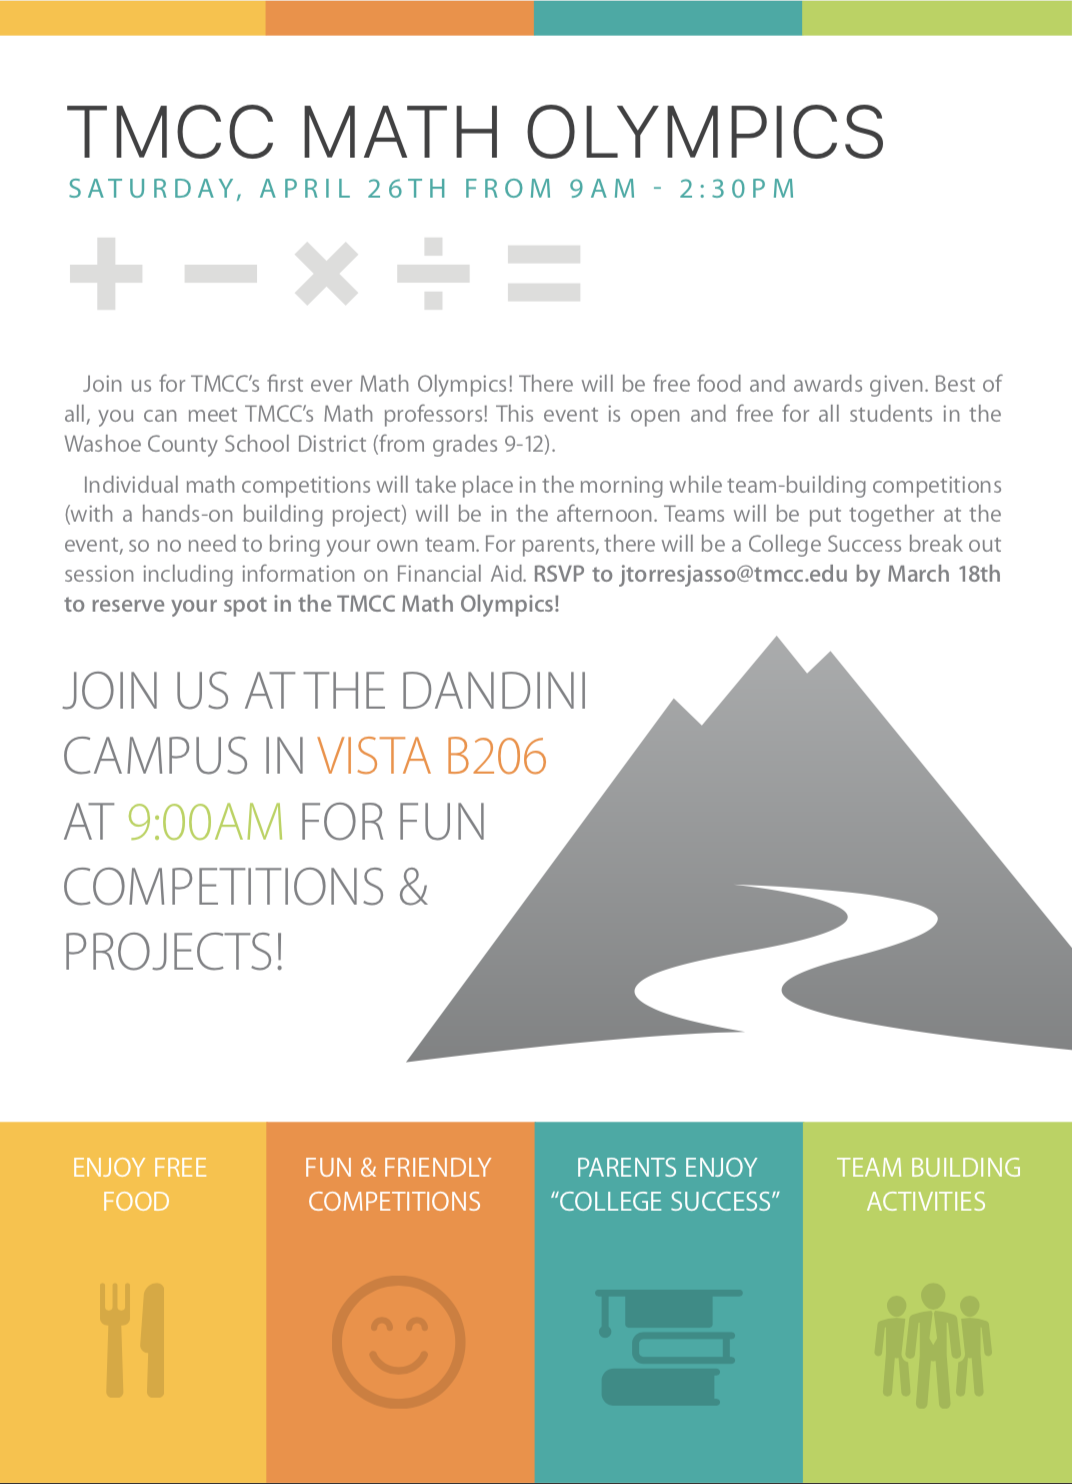 TMCC MATH OLYMPICS
SATURDAY, APRIL 26TH FROM 9AM - 2:30PM
+ − × ÷ =
Join us for TMCC’s first ever Math Olympics! There will be free food and awards given. Best of
all, you can meet TMCC’s Math professors! This event is open and free for all students in the
Washoe County School District (from grades 9-12).
Individual math competitions will take place in the morning while team-building competitions
(with a hands-on building project) will be in the afternoon. Teams will be put together at the
event, so no need to bring your own team. For parents, there will be a College Success break out
session including information on Financial Aid. RSVP to jtorresjasso@tmcc.edu by March 18th
to reserve your spot in the TMCC Math Olympics!
JOIN US AT THE DANDINI
CAMPUS IN VISTA B206
AT 9:00AM FOR FUN
COMPETITIONS &
PROJECTS!
ENJOY FREE
FOOD
FUN & FRIENDLY
COMPETITIONS
PARENTS ENJOY
“COLLEGE SUCCESS”
TEAM BUILDING
ACTIVITIES